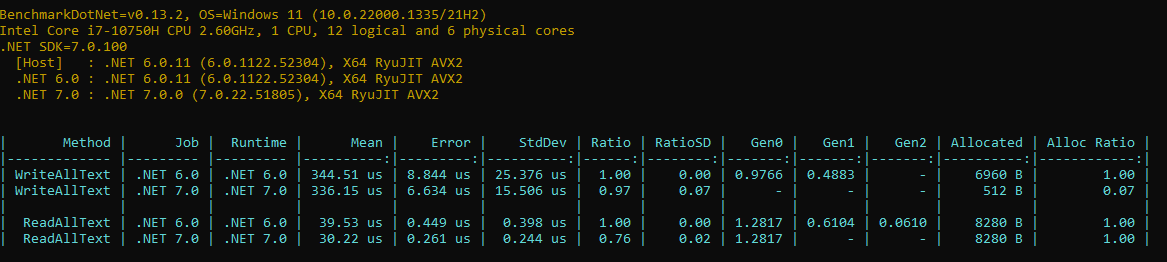 BenchmarkDotNet=v0.13.2, OS=Windows 11 (10.0.22000.1335/21H2)
Intel Core i7-10750H CPU 2.60GHz, 1 CPU, 12 logical and 6 physical cores
.NET SDK=7.0.100
  [Host]   : .NET 6.0.11 (6.0.1122.52304), X64 RyuJIT AVX2
  .NET 6.0 : .NET 6.0.11 (6.0.1122.52304), X64 RyuJIT AVX2
  .NET 7.0 : .NET 7.0.0 (7.0.22.51805), X64 RyuJIT AVX2

|       Method |      Job |  Runtime |      Mean |    Error |    StdDev | Ratio | RatioSD |   Gen0 |   Gen1 |   Gen2 | Allocated | Alloc Ratio |
|------------- |--------- |--------- |----------:|---------:|----------:|------:|--------:|-------:|-------:|-------:|----------:|------------:|
| WriteAllText | .NET 6.0 | .NET 6.0 | 344.51 us | 8.844 us | 25.376 us |  1.00 |    0.00 | 0.9766 | 0.4883 |      - |    6960 B |        1.00 |
| WriteAllText | .NET 7.0 | .NET 7.0 | 336.15 us | 6.634 us | 15.506 us |  0.97 |    0.07 |      - |      - |      - |     512 B |        0.07 |
|              |          |          |           |          |           |       |         |        |        |        |           |             |
|  ReadAllText | .NET 6.0 | .NET 6.0 |  39.53 us | 0.449 us |  0.398 us |  1.00 |    0.00 | 1.2817 | 0.6104 | 0.0610 |    8280 B |        1.00 |
|  ReadAllText | .NET 7.0 | .NET 7.0 |  30.22 us | 0.261 us |  0.244 us |  0.76 |    0.02 | 1.2817 |      - |      - |    8280 B |        1.00 |